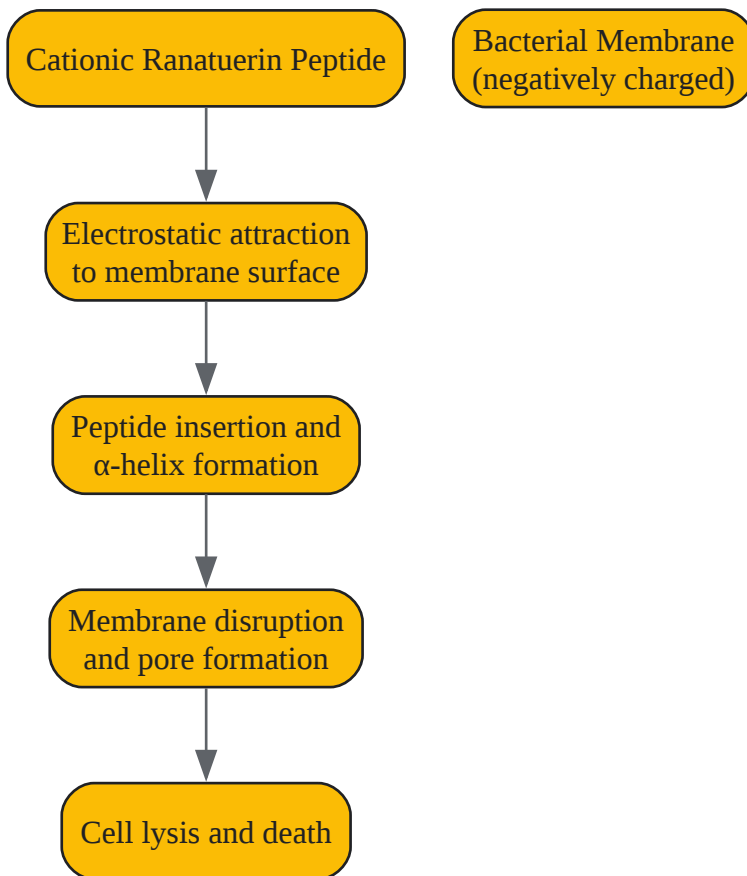 Cationic Ranatuerin Peptide
Bacterial Membrane
(negatively charged)
Electrostatic attraction
to membrane surface
Peptide insertion and
α-helix formation
Membrane disruption
and pore formation
Cell lysis and death